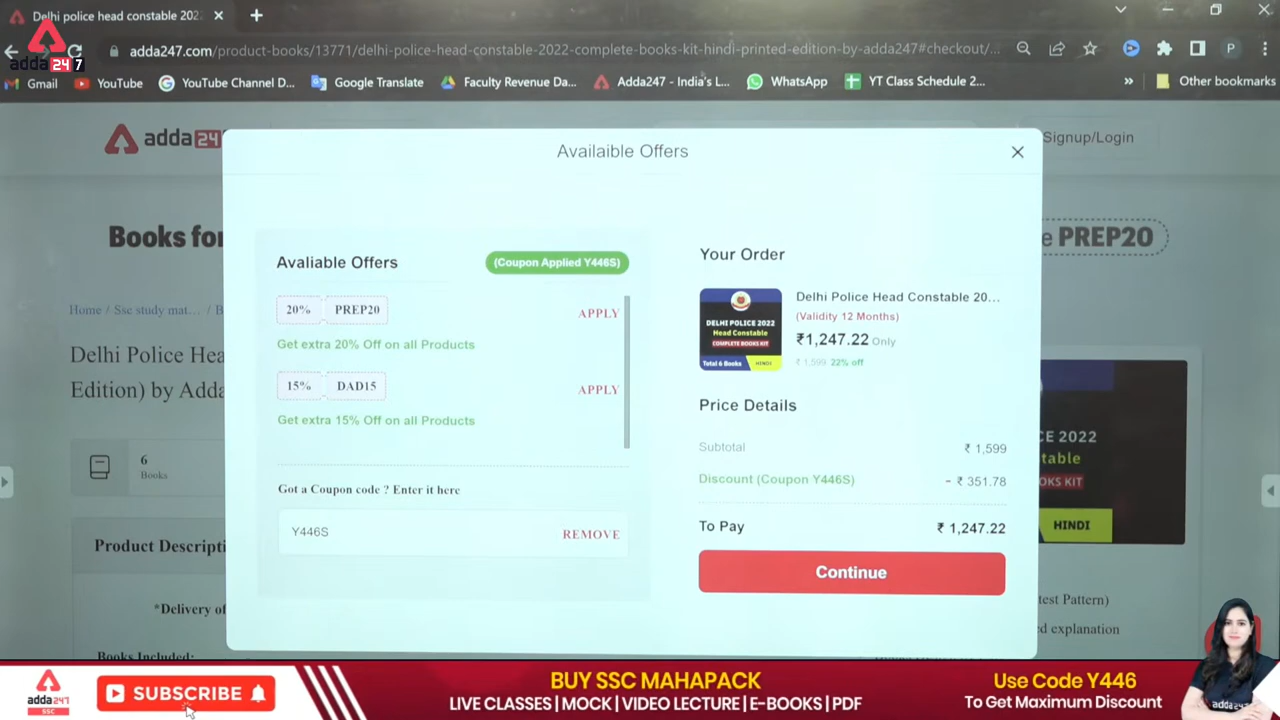 Delhi police head constable 202
adda247.com/product-books/13771/delhi-police-head-constable-2022-complete-books-kit-hindi-printed-edition-by-adda247#checkout/...
P
adda247
Gmail
YouTube
YouTube Channel D...
Google Translate
Faculty Revenue Da...
Adda247 - India's L...
WhatsApp
YT Class Schedule 2...
»
Other bookmarks
adda24
Signup/Login
Availaible Offers
Books for
e PREP20
Home / Ssc study mat... / B
Delhi Police Hea
Edition) by Adda
6
Books
Product Descripti
*Delivery of
Books Included:
Avaliable Offers
(Coupon Applied Y446S)
20% PREP20
APPLY
Get extra 20% Off on all Products
15% DAD15
APPLY
Get extra 15% Off on all Products
Got a Coupon code ? Enter it here
Y446S
REMOVE
Your Order
DELHI POLICE 2022
Head Constable
COMPLETE BOOKS KIT
Total 6 Books
HINDI
Delhi Police Head Constable 20...
(Validity 12 Months)
₹1,247.22 Only
₹ 1,599 22% off
Price Details
Subtotal
₹ 1,599
Discount (Coupon Y446S)
- ₹ 351.78
To Pay
₹ 1,247.22
Continue
CE 2022
table
OKS KIT
HINDI
test Pattern)
d explanation
adda247
SSC
SUBSCRIBE
BUY SSC MAHAPACK
LIVE CLASSES | MOCK | VIDEO LECTURE | E-BOOKS | PDF
Use Code Y446
To Get Maximum Discount
adda247